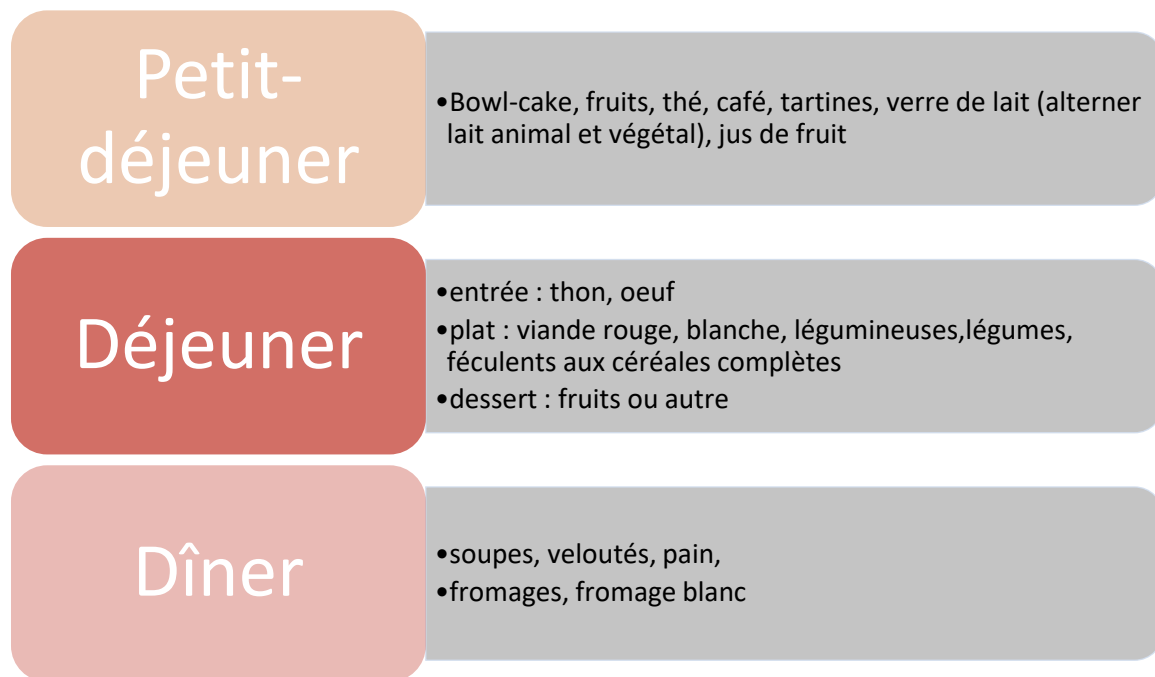 Petit-
déjeuner
•Bowl-cake, fruits, thé, café, tartines, verre de lait (alterner
lait animal et végétal), jus de fruit
Déjeuner
•entrée : thon, oeuf
•plat : viande rouge, blanche, légumineuses,légumes,
féculents aux céréales complètes
•dessert : fruits ou autre
Dîner
•soupes, veloutés, pain,
•fromages, fromage blanc